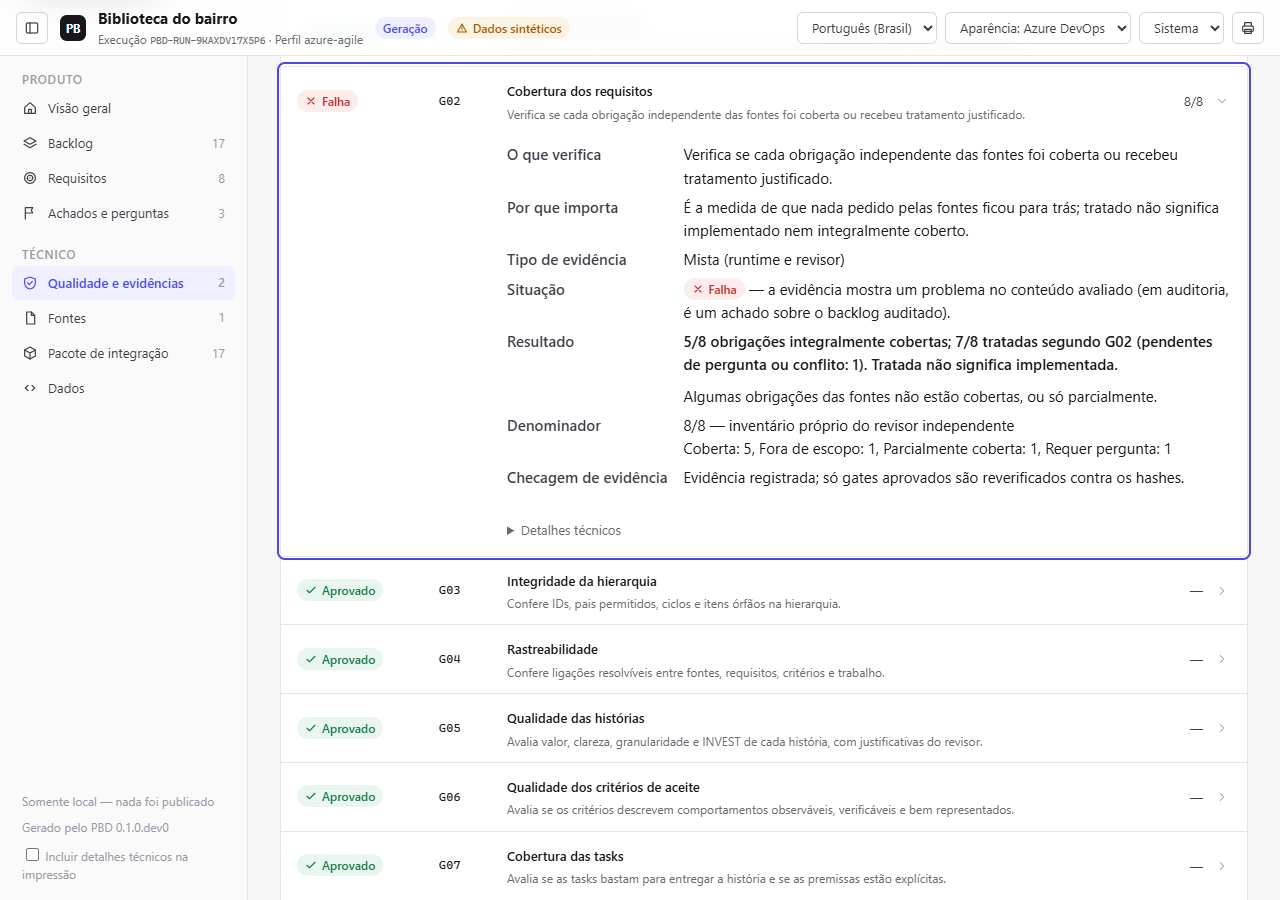 PB
Biblioteca do bairro
Execução PBD-RUN-9KAXDV17X5P6 · Perfil azure-agile
Geração
Dados sintéticos
Português (Brasil)
Aparência: Azure DevOps
Sistema
PRODUTO
Visão geral
Backlog 17
Requisitos 8
Achados e perguntas 3
TÉCNICO
Qualidade e evidências 2
Fontes 1
Pacote de integração 17
Dados
Somente local — nada foi publicado
Gerado pelo PBD 0.1.0.dev0
Incluir detalhes técnicos na
impressão
Falha G02 Cobertura dos requisitos 8/8
Verifica se cada obrigação independente das fontes foi coberta ou recebeu tratamento justificado.
O que verifica Verifica se cada obrigação independente das fontes foi coberta ou recebeu
tratamento justificado.
Por que importa É a medida de que nada pedido pelas fontes ficou para trás; tratado não significa
implementado nem integralmente coberto.
Tipo de evidência Mista (runtime e revisor)
Situação Falha — a evidência mostra um problema no conteúdo avaliado (em auditoria,
é um achado sobre o backlog auditado).
Resultado 5/8 obrigações integralmente cobertas; 7/8 tratadas segundo G02 (pendentes
de pergunta ou conflito: 1). Tratada não significa implementada.
Algumas obrigações das fontes não estão cobertas, ou só parcialmente.
Denominador 8/8 — inventário próprio do revisor independente
Coberta: 5, Fora de escopo: 1, Parcialmente coberta: 1, Requer pergunta: 1
Checagem de evidência Evidência registrada; só gates aprovados são reverificados contra os hashes.
Detalhes técnicos
Aprovado G03 Integridade da hierarquia —
Confere IDs, pais permitidos, ciclos e itens órfãos na hierarquia.
Aprovado G04 Rastreabilidade —
Confere ligações resolvíveis entre fontes, requisitos, critérios e trabalho.
Aprovado G05 Qualidade das histórias —
Avalia valor, clareza, granularidade e INVEST de cada história, com justificativas do revisor.
Aprovado G06 Qualidade dos critérios de aceite —
Avalia se os critérios descrevem comportamentos observáveis, verificáveis e bem representados.
Aprovado G07 Cobertura das tasks —
Avalia se as tasks bastam para entregar a história e se as premissas estão explícitas.